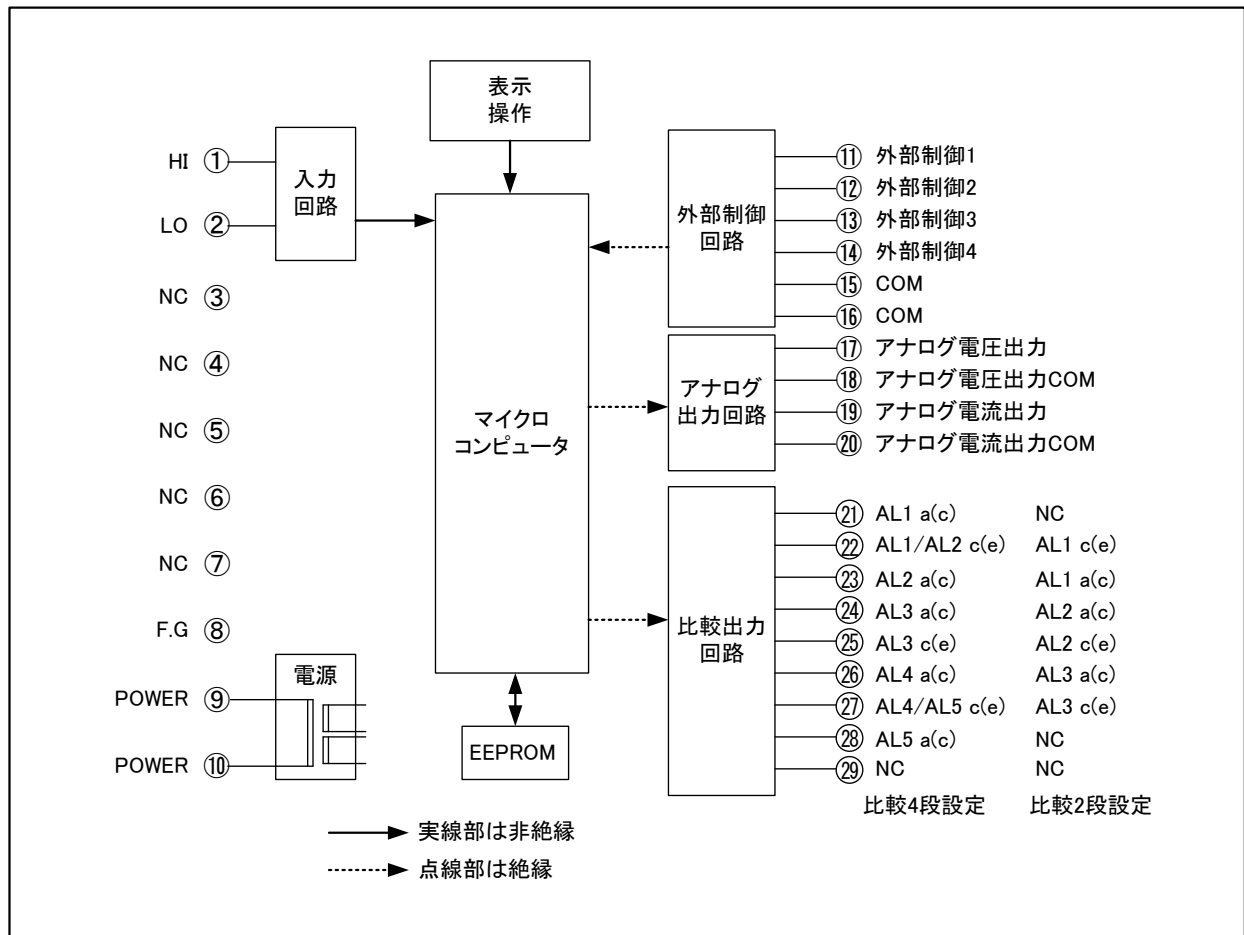 表示
操作
HI ①
LO ②
NC ③
NC ④
NC ⑤
NC ⑥
NC ⑦
F.G ⑧
POWER ⑨
POWER ⑩
入力
回路
電源
マイクロ
コンピュータ
EEPROM
外部制御
回路
⑪ 外部制御1
⑫ 外部制御2
⑬ 外部制御3
⑭ 外部制御4
⑮ COM
⑯ COM
アナログ
出力回路
⑰ アナログ電圧出力
⑱ アナログ電圧出力COM
⑲ アナログ電流出力
⑳ アナログ電流出力COM
比較出力
回路
㉑ AL1 a(c) NC
㉒ AL1/AL2 c(e) AL1 c(e)
㉓ AL2 a(c) AL1 a(c)
㉔ AL3 a(c) AL2 a(c)
㉕ AL3 c(e) AL2 c(e)
㉖ AL4 a(c) AL3 a(c)
㉗ AL4/AL5 c(e) AL3 c(e)
㉘ AL5 a(c) NC
㉙ NC NC
比較4段設定 比較2段設定
実線部は非絶縁
点線部は絶縁